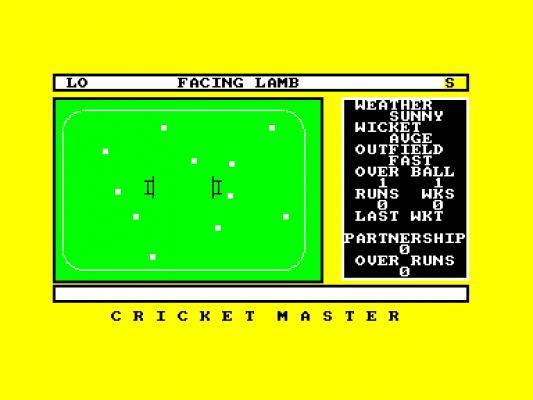 LO FACING LAMB S
WEATHER
SUNNY
WICKET
AVGE
OUTFIELD
FAST
OVER BALL
1 1
RUNS WKS
0 0
LAST WKT
PARTNERSHIP
0
OVER RUNS
0
CRICKET MASTER